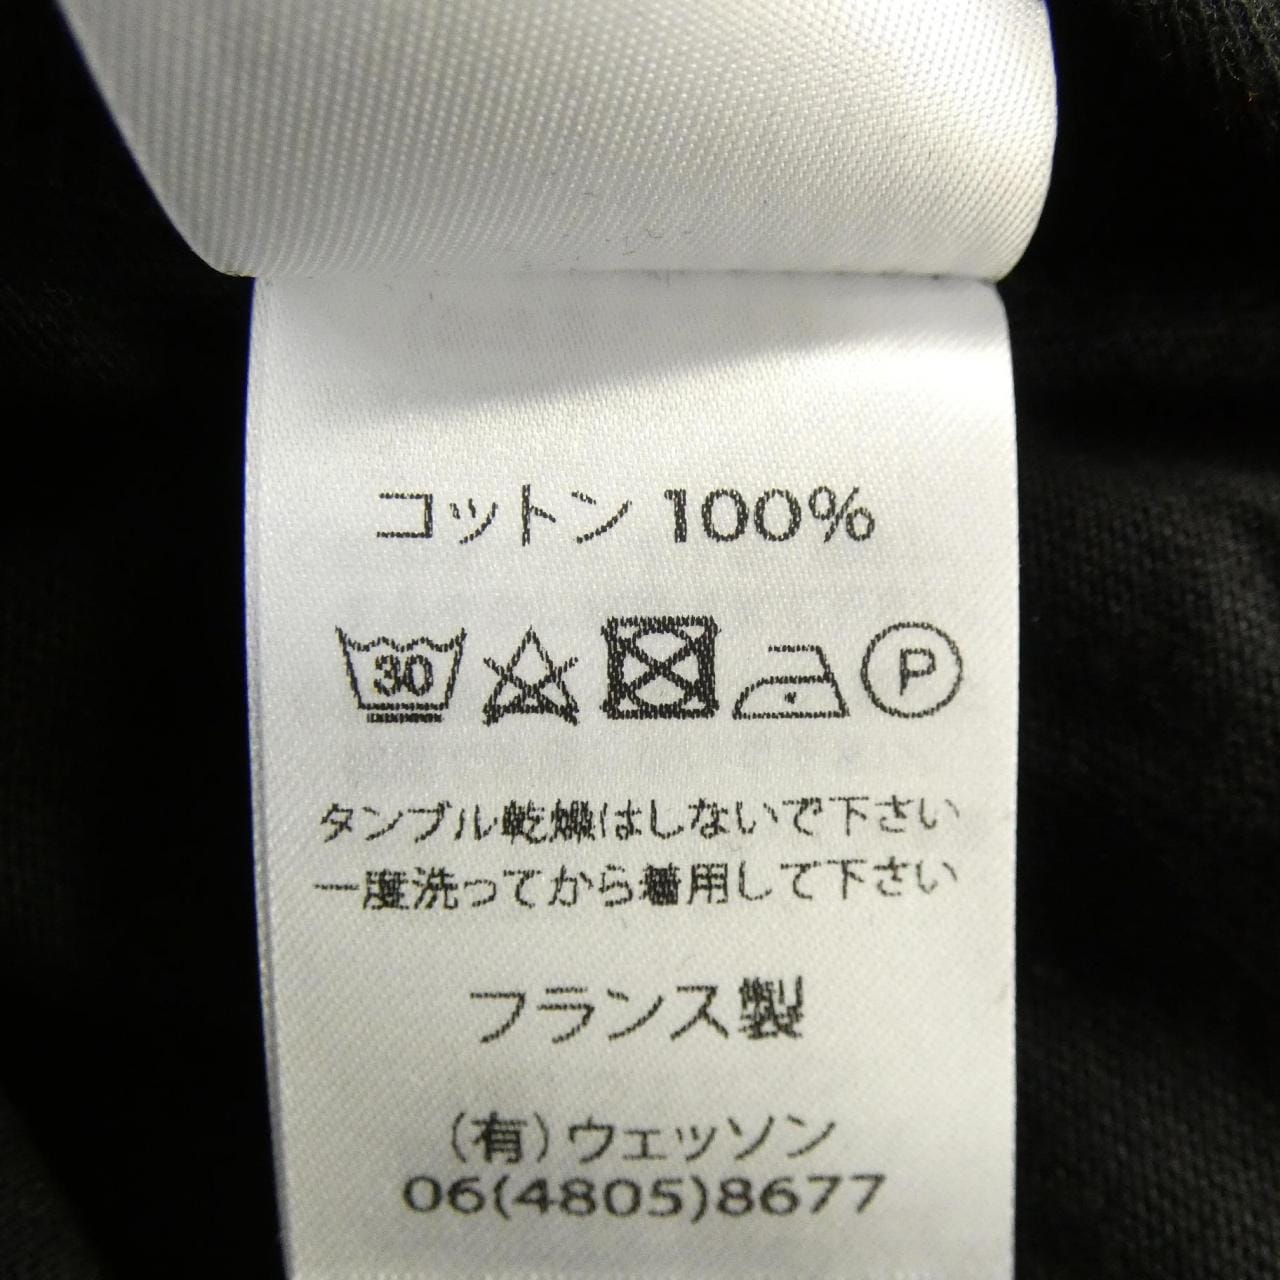 コットン 100%
30 P
タンブル乾燥はしないで下さい
一度洗ってから着用して下さい
フランス製
(有)ウェッソン
06(4805)8677